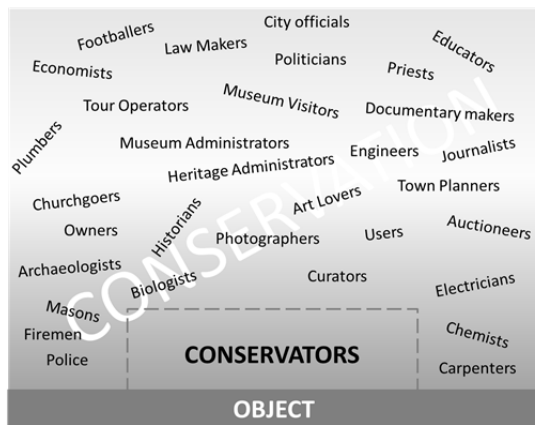 City officials
Footballers
Law Makers
Educators
Politicians
Economists
Priests
Museum Visitors
Tour Operators
Documentary makers
Plumbers
Museum Administrators
Engineers
Journalists
Heritage Administrators
Town Planners
Churchgoers
Art Lovers
Historians
Owners
Photographers
Users
Auctioneers
Archaeologists
Biologists
Curators
Electricians
CONSERVATION
Masons
Firemen
Chemists
Police
CONSERVATORS
Carpenters
OBJECT